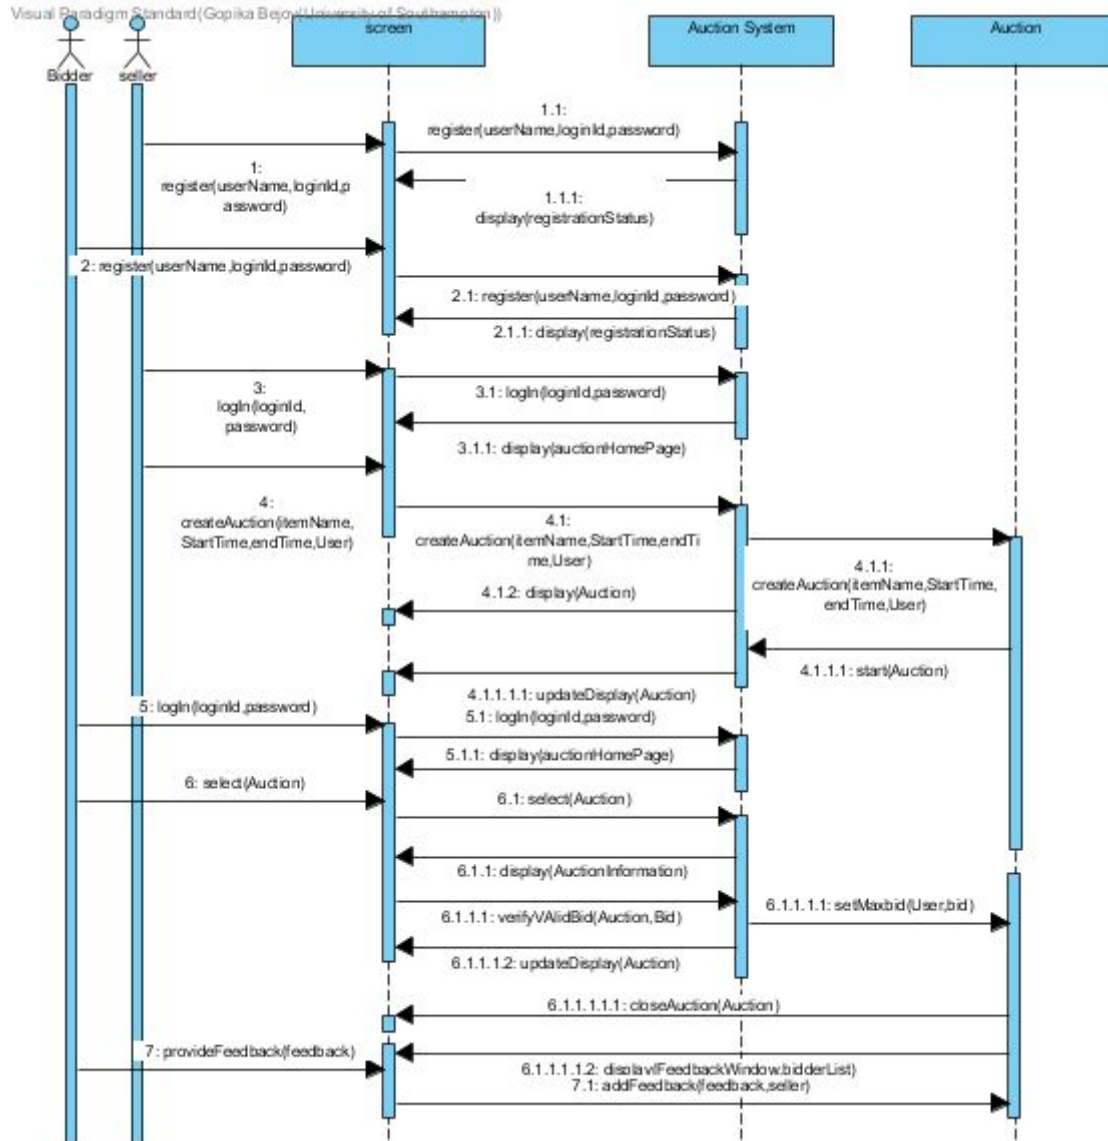 Visual Paradigm Standard(Gopika Bejoy(University of Southampton))
Bidder
seller
screen
Auction System
Auction
1.1:
register(userName,loginId,password)
1:
register(userName,loginId,p
assword)
1.1.1:
display(registrationStatus)
2: register(userName,loginId,password)
2.1: register(userName,loginId,password)
2.1.1: display(registrationStatus)
3:
logIn(loginId,
password)
3.1: logIn(loginId,password)
3.1.1: display(auctionHomePage)
4:
createAuction(itemName,
StartTime,endTime,User)
4.1:
createAuction(itemName,StartTime,endTi
me,User)
4.1.1:
createAuction(itemName,StartTime,
endTime,User)
4.1.2: display(Auction)
4.1.1.1: start(Auction)
4.1.1.1.1: updateDisplay(Auction)
5: logIn(loginId,password)
5.1: logIn(loginId,password)
5.1.1: display(auctionHomePage)
6: select(Auction)
6.1: select(Auction)
6.1.1: display(AuctionInformation)
6.1.1.1: verifyVAlidBid(Auction,Bid)
6.1.1.1.1: setMaxbid(User,bid)
6.1.1.1.2: updateDisplay(Auction)
6.1.1.1.1.1: closeAuction(Auction)
7: provideFeedback(feedback)
6.1.1.1.1.2: display(FeedbackWindow,bidderList)
7.1: addFeedback(feedback,seller)